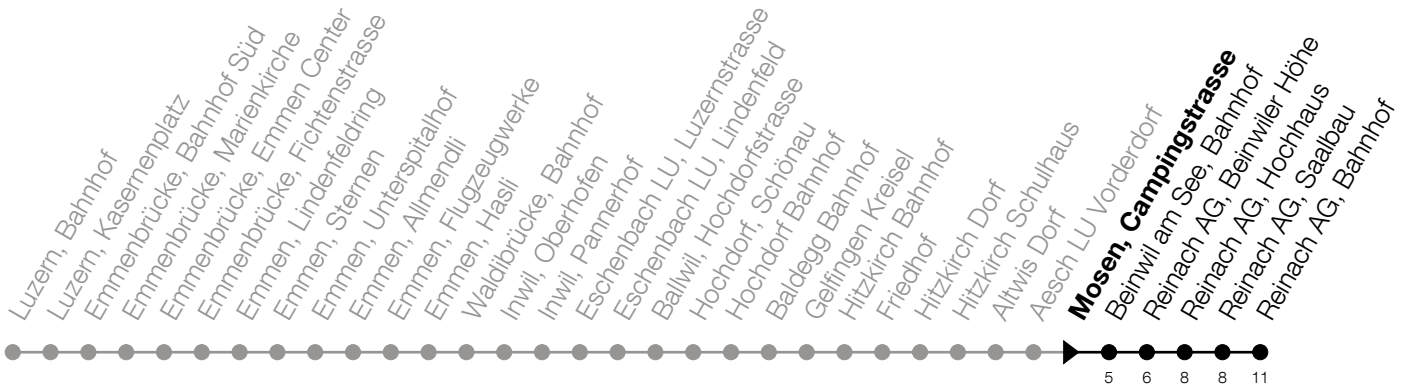 Luzern, Bahnhof
Luzern, Kasernenplatz
Emmenbrücke, Bahnhof Süd
Emmenbrücke, Marienkirche
Emmenbrücke, Emmen Center
Emmenbrücke, Fichtenstrasse
Emmen, Lindenfeldring
Emmen, Sternen
Emmen, Unterspitalhof
Emmen, Allmendli
Emmen, Flugzeugwerke
Emmen, Hasli
Waldibrücke, Bahnhof
Inwil, Oberhofen
Inwil, Pannerhof
Eschenbach LU, Luzernstrasse
Eschenbach LU, Lindenfeld
Ballwil, Hochdorfstrasse
Hochdorf, Schönau
Hochdorf Bahnhof
Baldegg Bahnhof
Gelfingen Kreisel
Hitzkirch Bahnhof
Friedhof
Hitzkirch Dorf
Hitzkirch Schulhaus
Altwis Dorf
Aesch LU Vorderdorf
Mosen, Campingstrasse
Beinwil am See, Bahnhof
Reinach AG, Beinwiler Höhe
Reinach AG, Hochhaus
Reinach AG, Saalbau
Reinach AG, Bahnhof
5 6 8 8 11